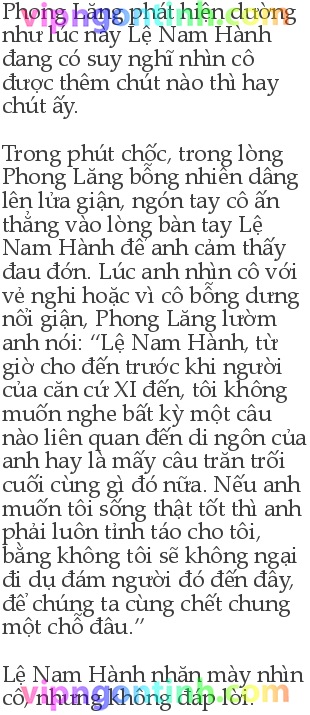 Phong Lăng phát hiện dường
như lúc này Lệ Nam Hành
đang có suy nghĩ nhìn cô
được thêm chút nào thì hay
chút ấy.
Trong phút chốc, trong lòng
Phong Lăng bỗng nhiên dâng
lên lửa giận, ngón tay cô ấn
thẳng vào lòng bàn tay Lệ
Nam Hành để anh cảm thấy
đau đớn. Lúc anh nhìn cô với
vẻ nghi hoặc vì cô bỗng dưng
nổi giận, Phong Lăng lườm
anh nói: “Lệ Nam Hành, từ
giờ cho đến trước khi người
của căn cứ XI đến, tôi không
muốn nghe bất kỳ một câu
nào liên quan đến di ngôn của
anh hay là mấy câu trăn trối
cuối cùng gì đó nữa. Nếu anh
muốn tôi sống thật tốt thì anh
phải luôn tỉnh táo cho tôi,
bằng không tôi sẽ không ngại
đi dụ đám người đó đến đây,
để chúng ta cùng chết chung
một chỗ đâu.”
Lệ Nam Hành nhăn mày nhìn
cô, nhưng không đáp lời.
vipngontinh.com
vipngontinh.com